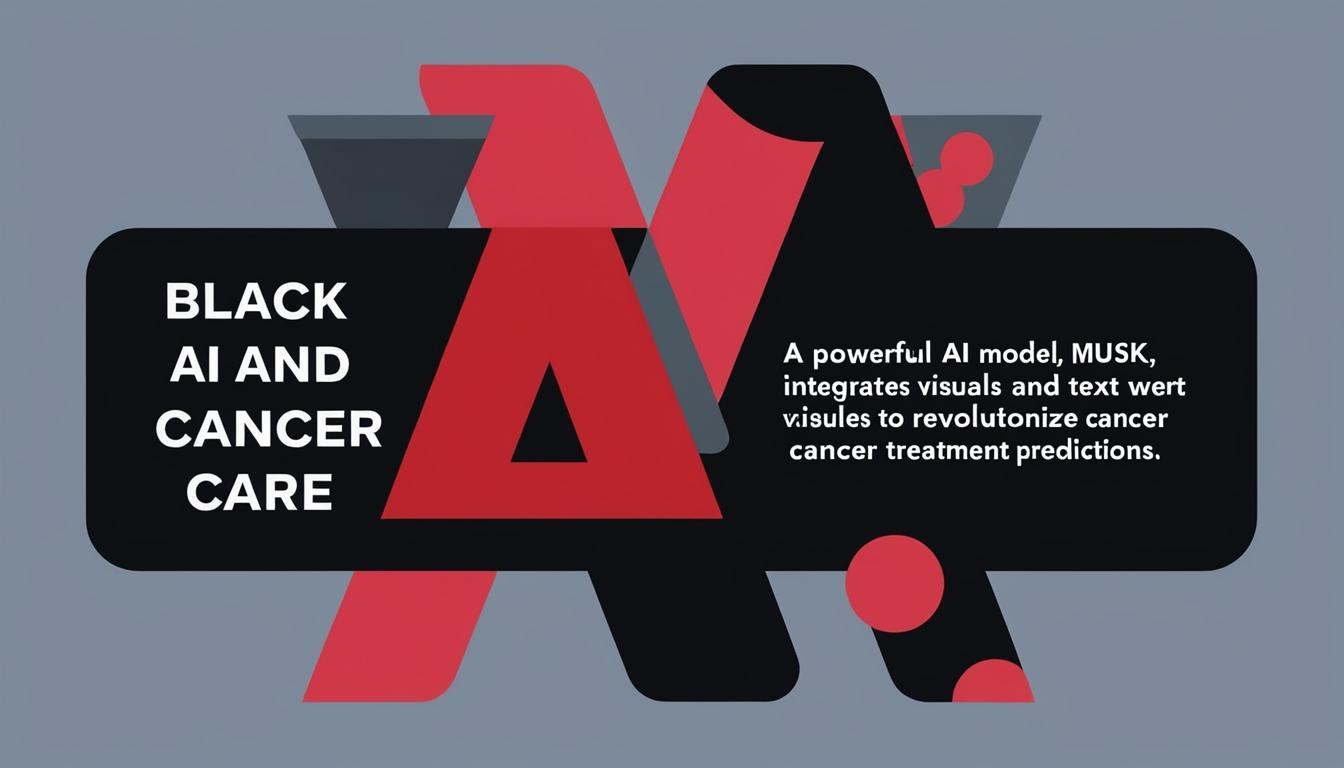 BLACK
AI AND
CANCER
CARE
A powerful AI model, MUSK,
integrates visuals and text wert
v.isules to revolutonize cancer
cancer treatment predictions.